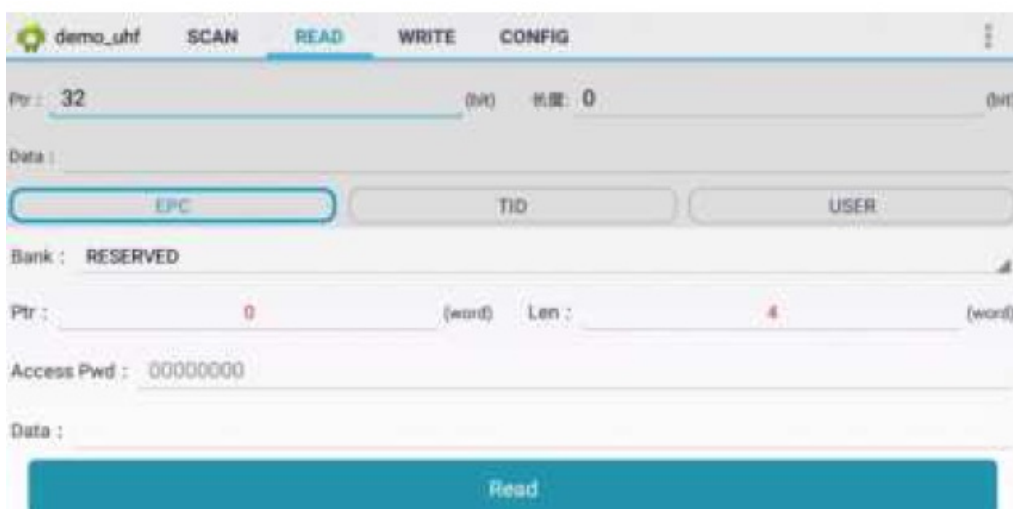 demo_uhf SCAN READ WRITE CONFIG
Ptr : 32 (bit) 长度: 0 (bit)
Data :
EPC TID USER
Bank : RESERVED
Ptr : 0 (word) Len : 4 (word)
Access Pwd : 00000000
Data :
Read